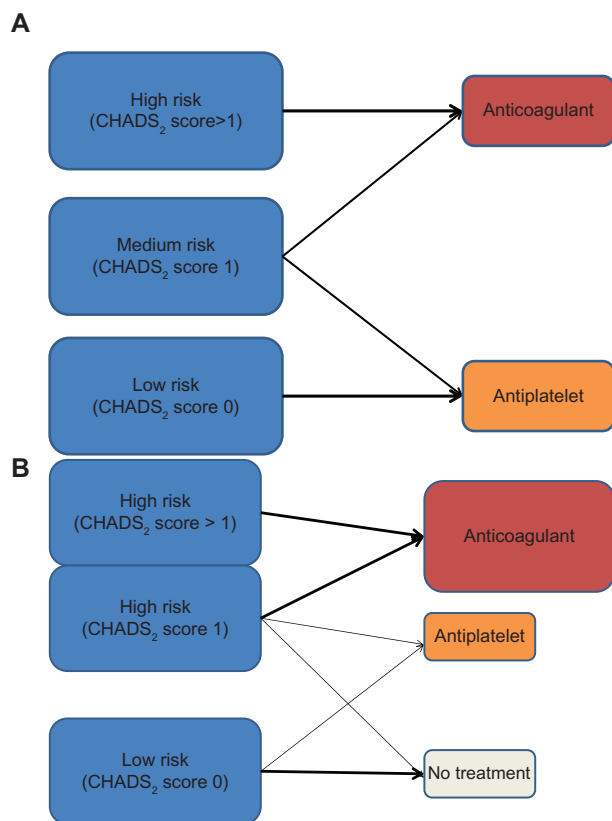 A
High risk
(CHADS₂ score>1)
Anticoagulant
Medium risk
(CHADS₂ score 1)
Low risk
(CHADS₂ score 0)
Antiplatelet
B
High risk
(CHADS₂ score > 1)
Anticoagulant
High risk
(CHADS₂ score 1)
Antiplatelet
Low risk
(CHADS₂ score 0)
No treatment